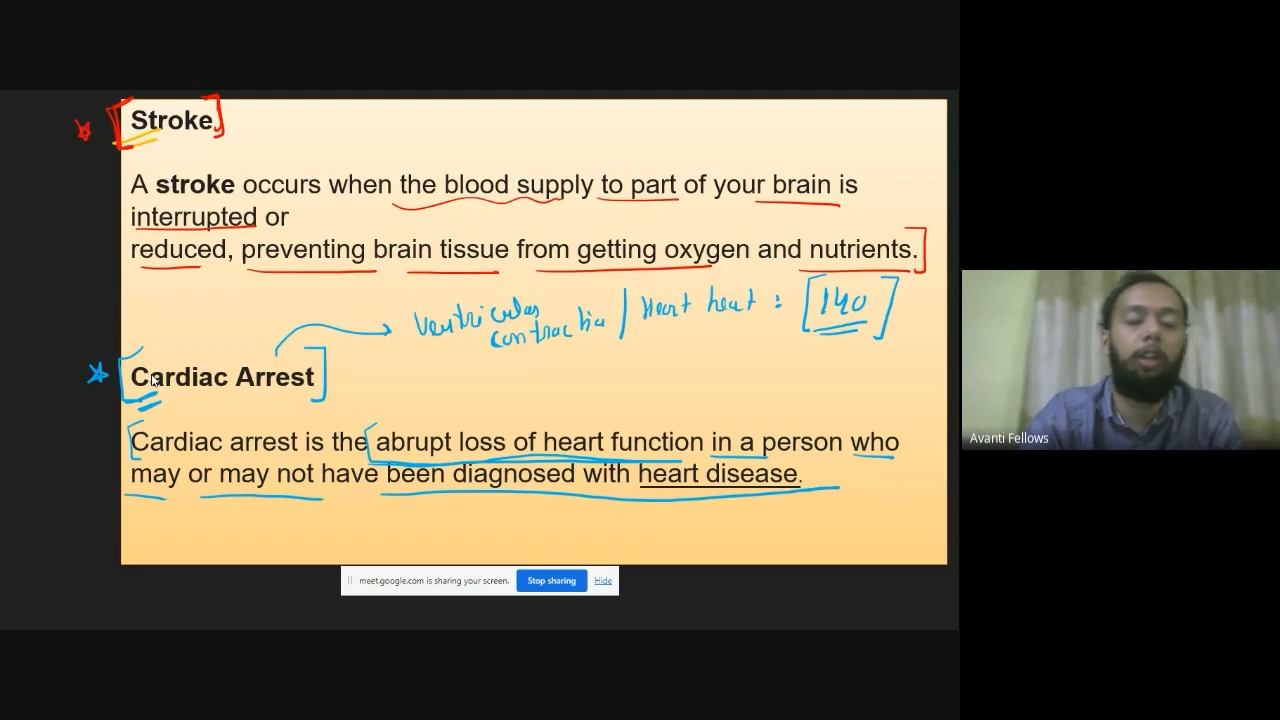 Stroke
A stroke occurs when the blood supply to part of your brain is
interrupted or
reduced, preventing brain tissue from getting oxygen and nutrients.
Ventricular
contraction | Heart heat : [140]
Cardiac Arrest
Cardiac arrest is the abrupt loss of heart function in a person who
may or may not have been diagnosed with heart disease.
meet.google.com is sharing your screen. Stop sharing Hide
Avanti Fellows